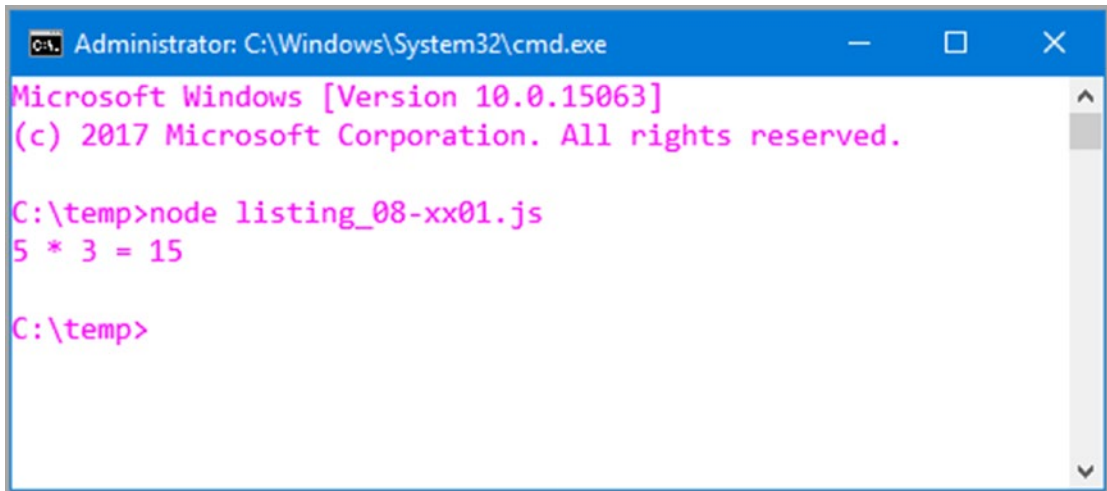 Administrator: C:\Windows\System32\cmd.exe
Microsoft Windows [Version 10.0.15063]
(c) 2017 Microsoft Corporation. All rights reserved.
C:\temp>node listing_08-xx01.js
5 * 3 = 15
C:\temp>